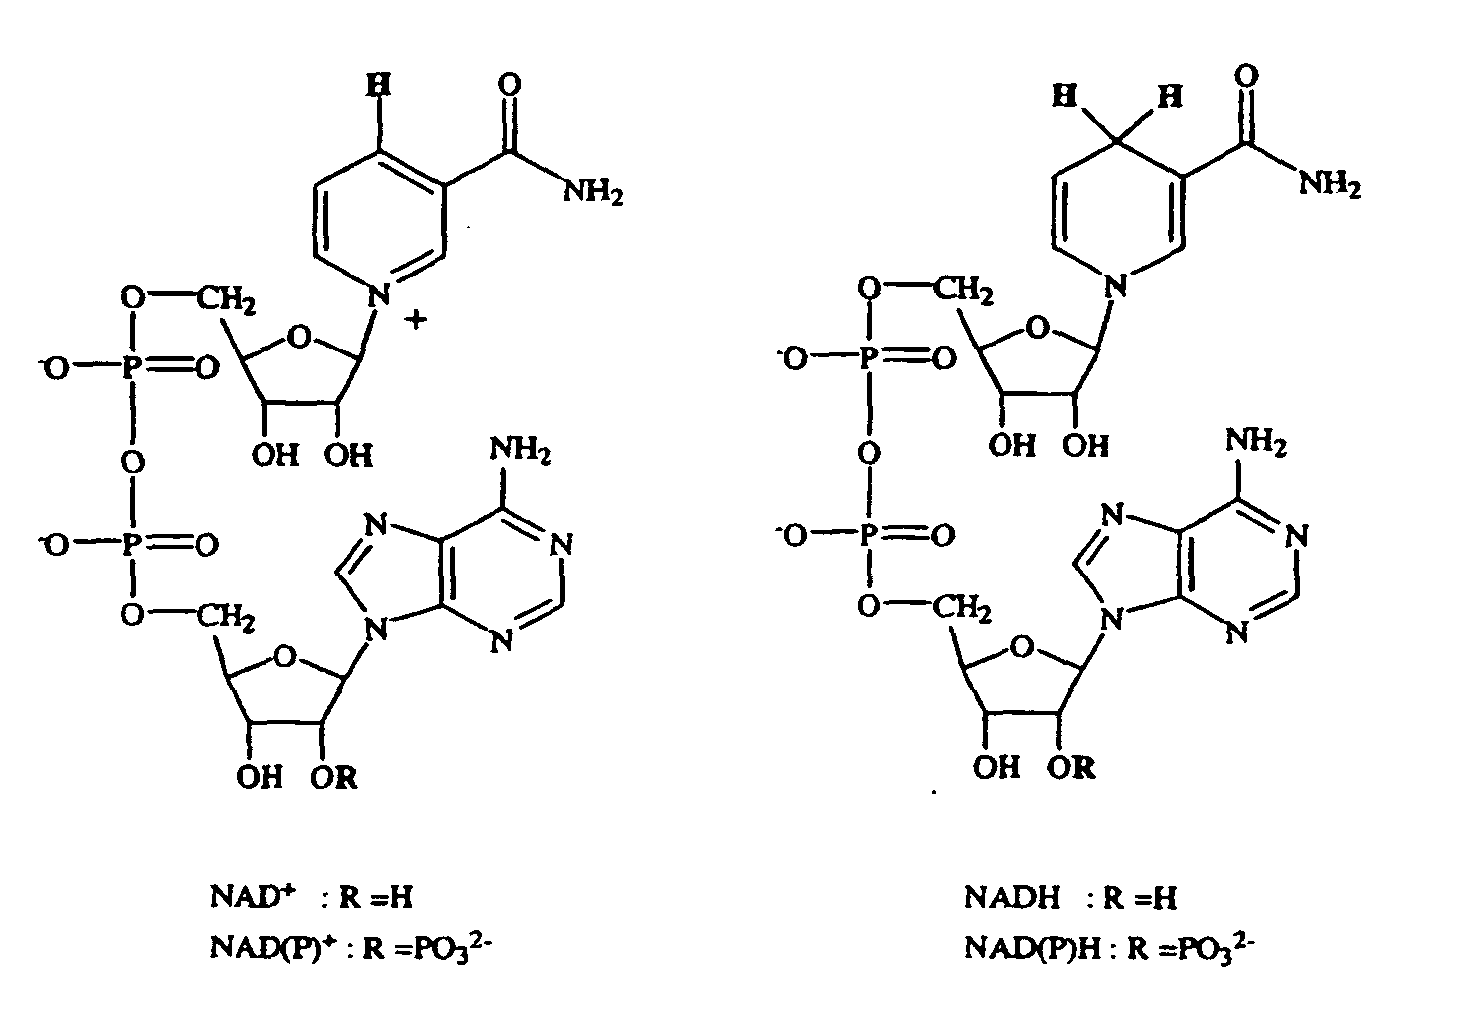 H O H H O
NH₂ NH₂
O CH₂ N + O CH₂ N
⁻O P O O ⁻O P O O
OH OH OH OH
O NH₂ O NH₂
N N N N
⁻O P O ⁻O P O
O CH₂ N N O CH₂ N N
O O
OH OR OH OR
NAD⁺ : R =H NADH : R =H
NAD(P)⁺ : R =PO₃²⁻ NAD(P)H : R =PO₃²⁻